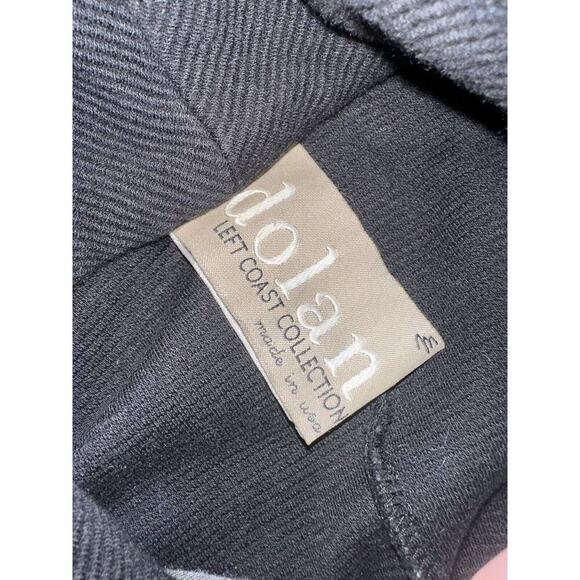 dolan
LEFT COAST COLLECTION
made in usa
M